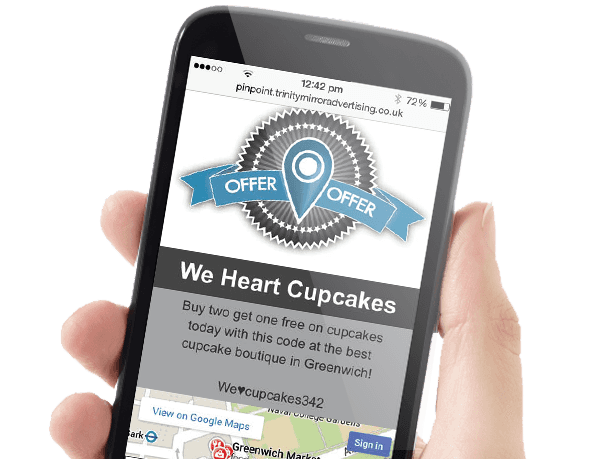 12:42 pm
72%
pinpoint.trinitymirroradvertising.co.uk
OFFER
OFFER
We Heart Cupcakes
Buy two get one free on cupcakes
today with this code at the best
cupcake boutique in Greenwich!
We♥cupcakes342
Naval College Gardens
View on Google Maps
Sign in
Park
Greenwich Market